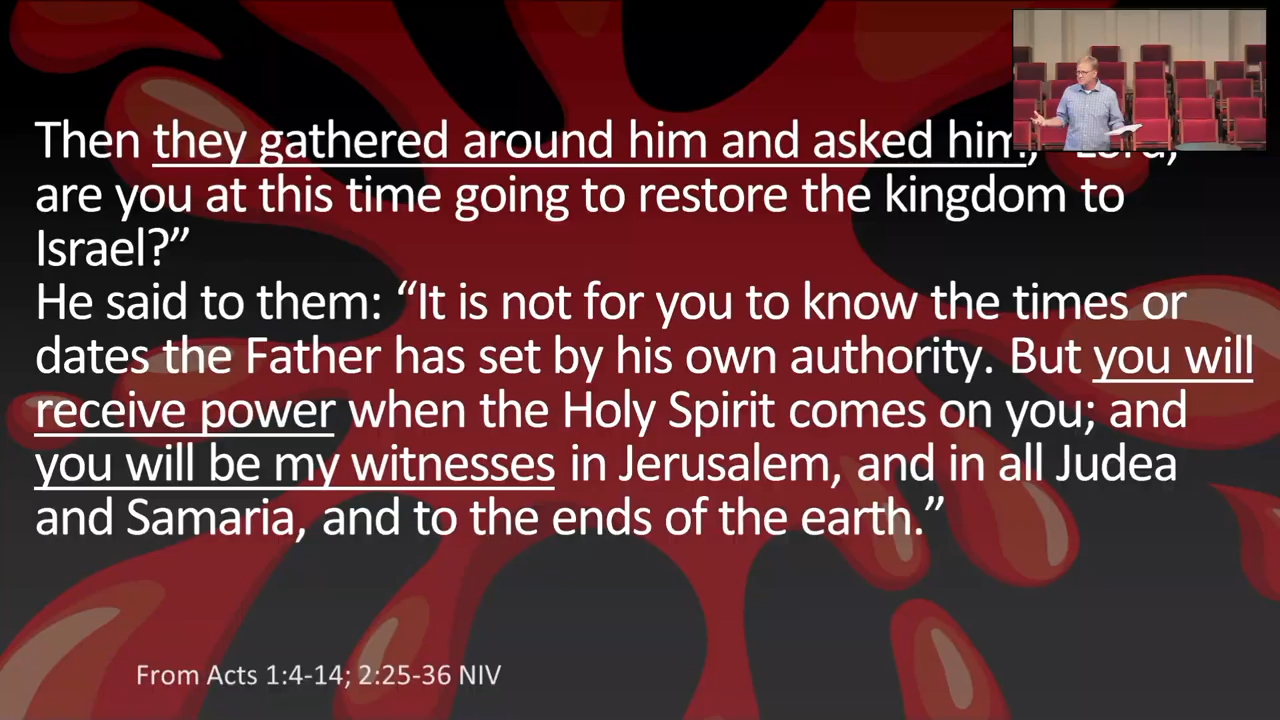 Then they gathered around him and asked him, “Lord,
are you at this time going to restore the kingdom to
Israel?”
He said to them: “It is not for you to know the times or
dates the Father has set by his own authority. But you will
receive power when the Holy Spirit comes on you; and
you will be my witnesses in Jerusalem, and in all Judea
and Samaria, and to the ends of the earth.”
From Acts 1:4-14; 2:25-36 NIV